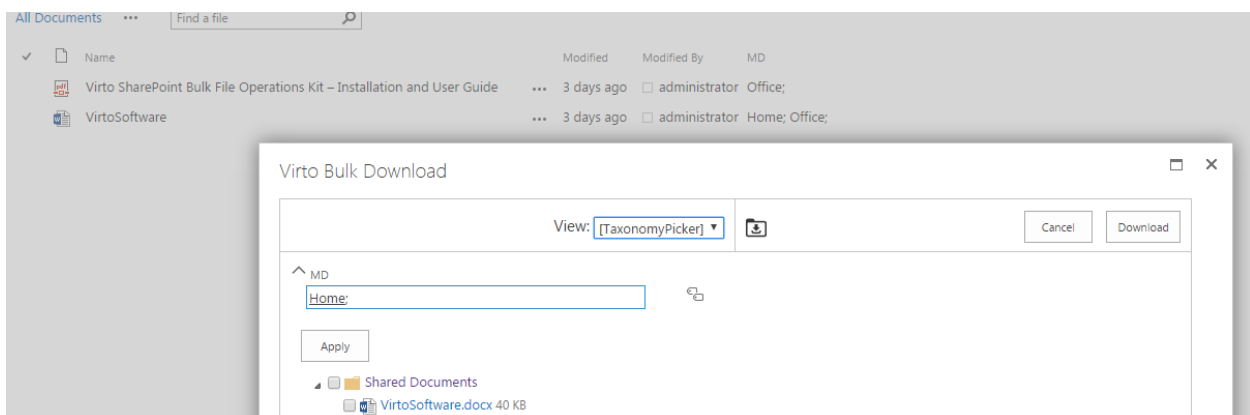 All Documents ••• Find a file
Name Modified Modified By MD
Virto SharePoint Bulk File Operations Kit – Installation and User Guide ••• 3 days ago administrator Office;
VirtoSoftware ••• 3 days ago administrator Home; Office;
Virto Bulk Download
View: [TaxonomyPicker] Cancel Download
MD
Home;
Apply
Shared Documents
VirtoSoftware.docx 40 KB